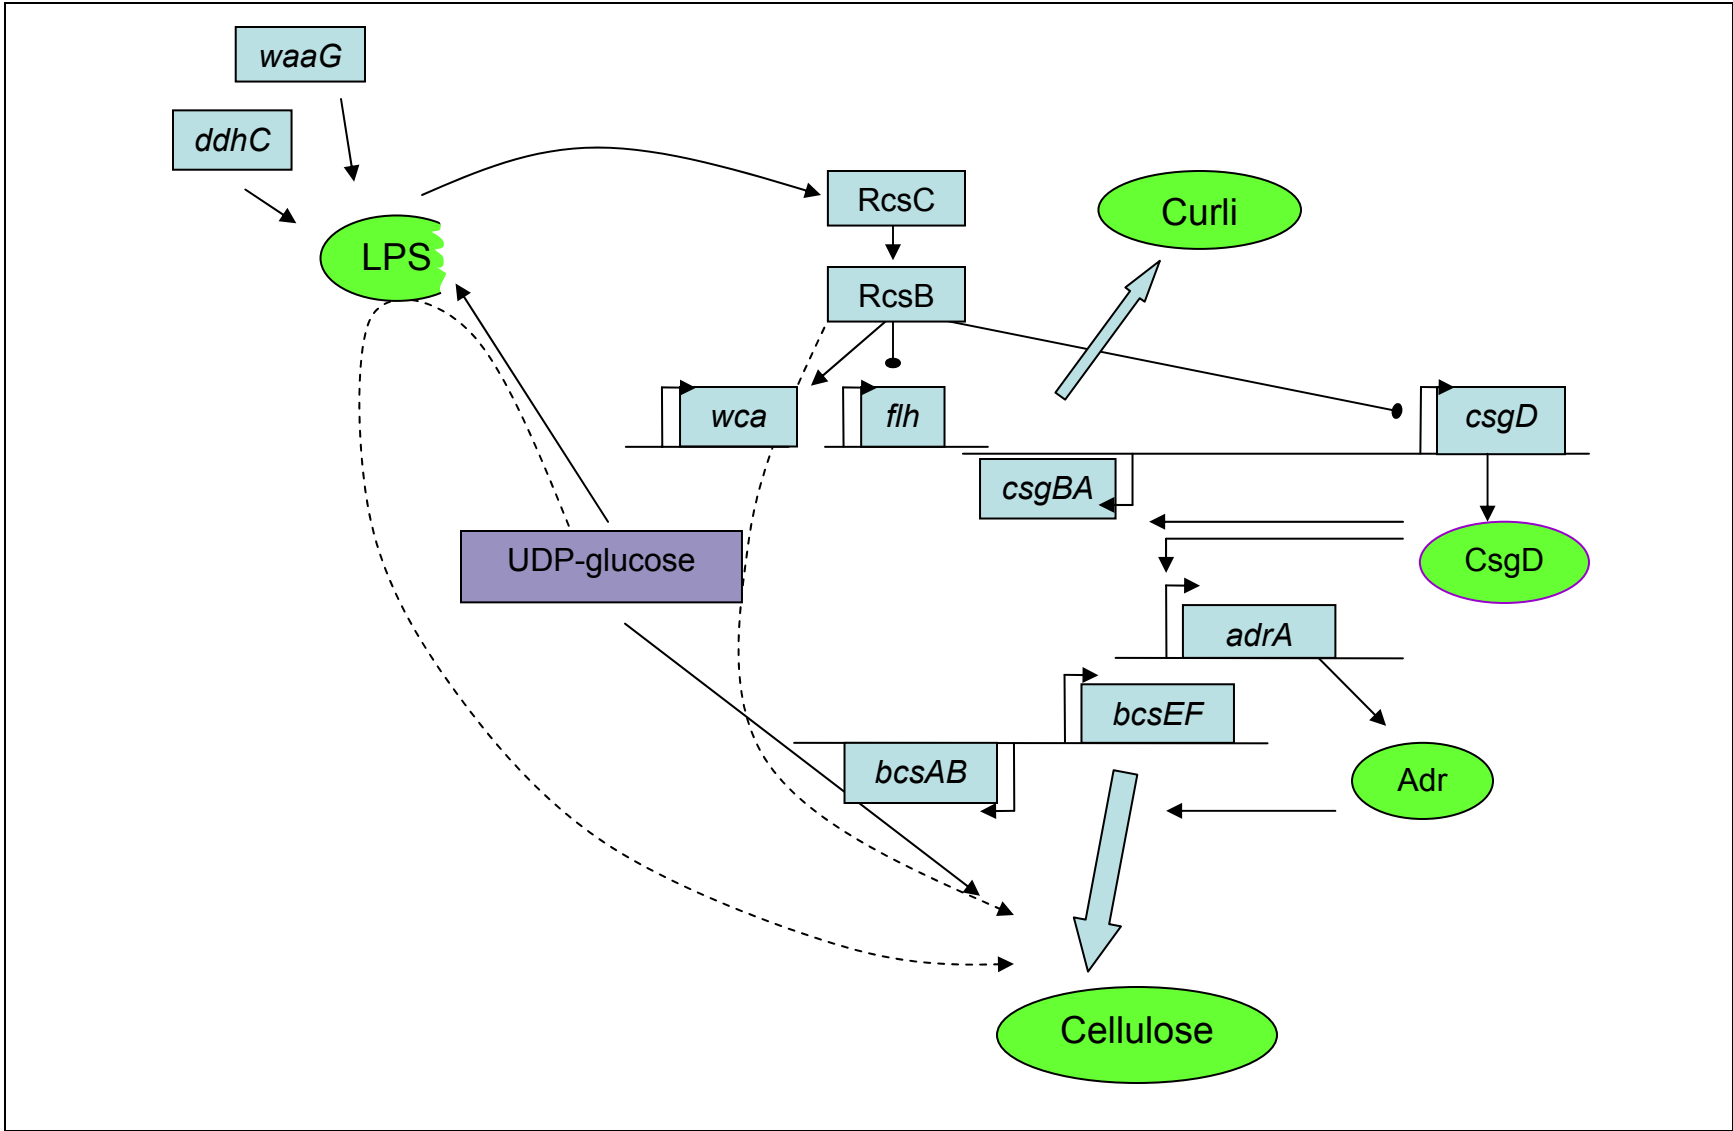 waaG
ddhC
RcsC
Curli
LPS
RcsB
wca
flh
csgD
csgBA
UDP-glucose
CsgD
adrA
bcsEF
bcsAB
Adr
Cellulose